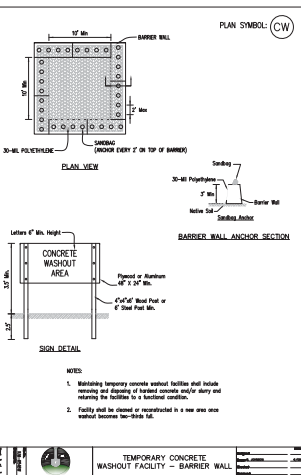 PLAN SYMBOL: CW
10' Min
BARRIER WALL
10' Min
2' Max
30-MIL POLYETHYLENE
SANDBAG
(ANCHOR EVERY 2' ON TOP OF BARRIER)
PLAN VIEW
Sandbag
30-Mil Polyethylene
3" Min
Barrier Wall
Native Soil
Sandbag Anchor
BARRIER WALL ANCHOR SECTION
Letters 6" Min. Height
CONCRETE
WASHOUT
AREA
3.5' Min.
Plywood or Aluminum
48" X 24" Min.
4"x4"x6' Wood Post or
6' Steel Post Min.
2.5'
SIGN DETAIL
NOTES:
1. Maintaining temporary concrete washout facilities shall include
removing and disposing of hardened concrete and/or slurry and
returning the facilities to a functional condition.
2. Facility shall be cleaned or reconstructed in a new area once
washout becomes two-thirds full.
TEMPORARY CONCRETE
WASHOUT FACILITY – BARRIER WALL